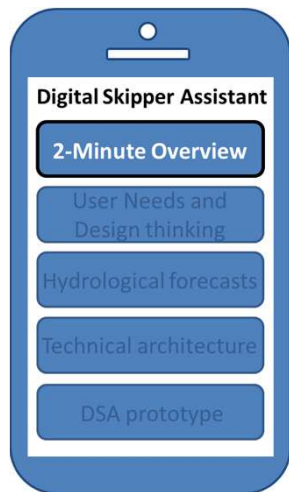 Digital Skipper Assistant
2-Minute Overview
User Needs and
Design thinking
Hydrological forecasts
Technical architecture
DSA prototype